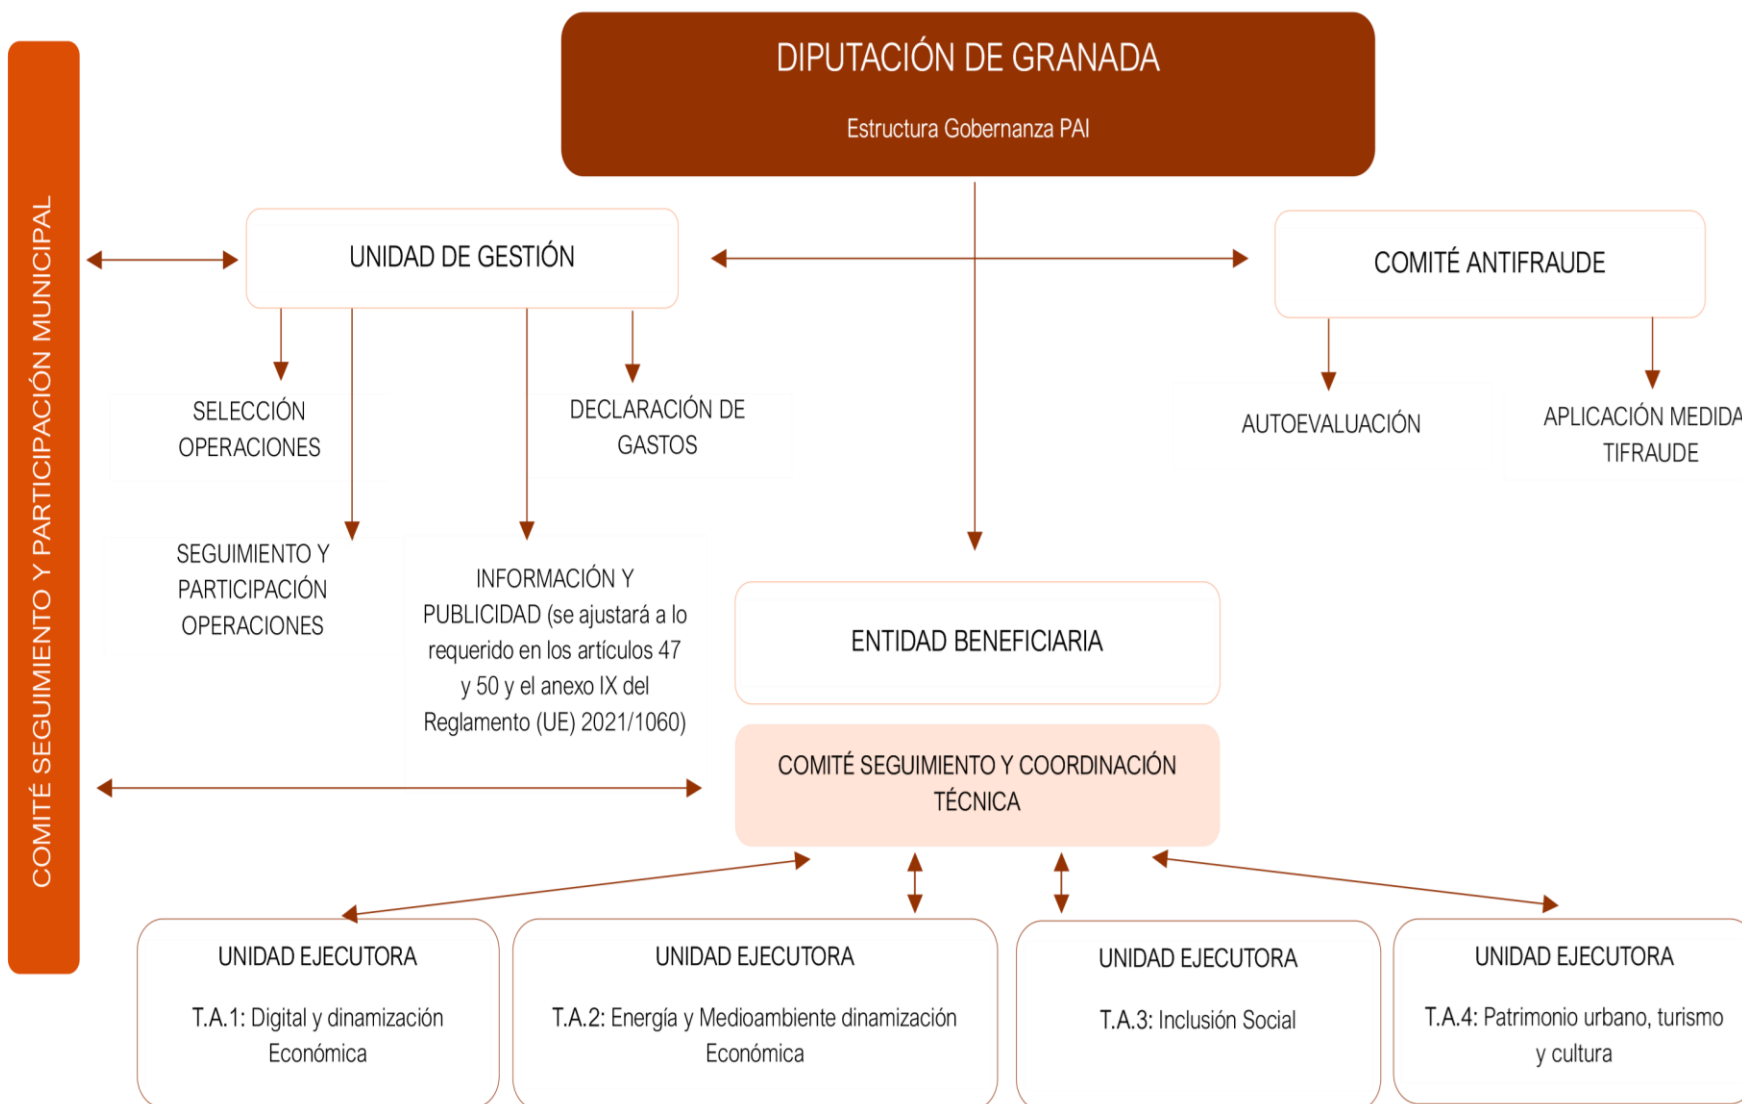 DIPUTACIÓN DE GRANADA
Estructura Gobernanza PAI
COMITÉ SEGUIMIENTO Y PARTICIPACIÓN MUNICIPAL
UNIDAD DE GESTIÓN
COMITÉ ANTIFRAUDE
SELECCIÓN
OPERACIONES
DECLARACIÓN DE
GASTOS
AUTOEVALUACIÓN
APLICACIÓN MEDIDA
TIFRAUDE
SEGUIMIENTO Y
PARTICIPACIÓN
OPERACIONES
INFORMACIÓN Y
PUBLICIDAD (se ajustará a lo
requerido en los artículos 47
y 50 y el anexo IX del
Reglamento (UE) 2021/1060)
ENTIDAD BENEFICIARIA
COMITÉ SEGUIMIENTO Y COORDINACIÓN
TÉCNICA
UNIDAD EJECUTORA
T.A.1: Digital y dinamización
Económica
UNIDAD EJECUTORA
T.A.2: Energía y Medioambiente dinamización
Económica
UNIDAD EJECUTORA
T.A.3: Inclusión Social
UNIDAD EJECUTORA
T.A.4: Patrimonio urbano, turismo
y cultura